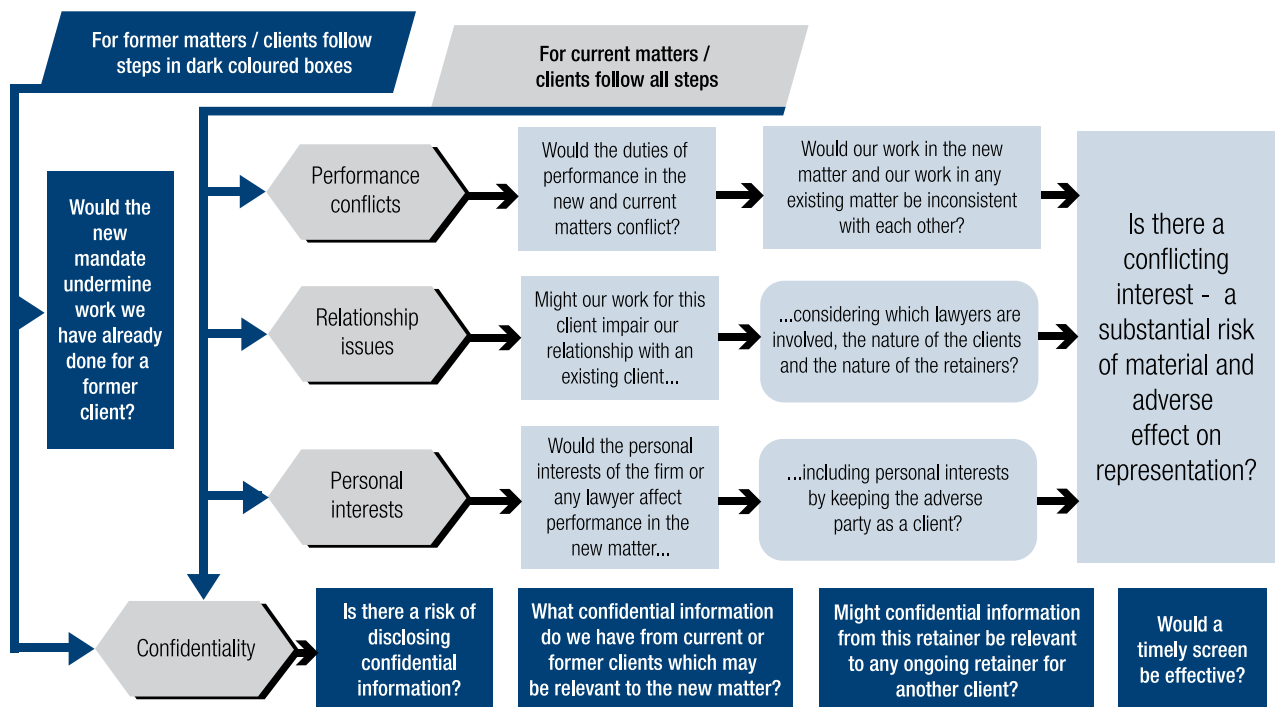 For former matters / clients follow
steps in dark coloured boxes
For current matters /
clients follow all steps
Would the
new
mandate
undermine
work we
have already
done for a
former
client?
Performance
conflicts
Would the duties of
performance in the
new and current
matters conflict?
Would our work in the new
matter and our work in any
existing matter be inconsistent
with each other?
Relationship
issues
Might our work for this
client impair our
relationship with an
existing client...
...considering which lawyers are
involved, the nature of the clients
and the nature of the retainers?
Personal
interests
Would the personal
interests of the firm or
any lawyer affect
performance in the
new matter...
...including personal interests
by keeping the adverse
party as a client?
Is there a
conflicting
interest - a
substantial risk
of material and
adverse
effect on
representation?
Confidentiality
Is there a risk of
disclosing
confidential
information?
What confidential information
do we have from current or
former clients which may
be relevant to the new matter?
Might confidential information
from this retainer be relevant
to any ongoing retainer for
another client?
Would a
timely screen
be effective?